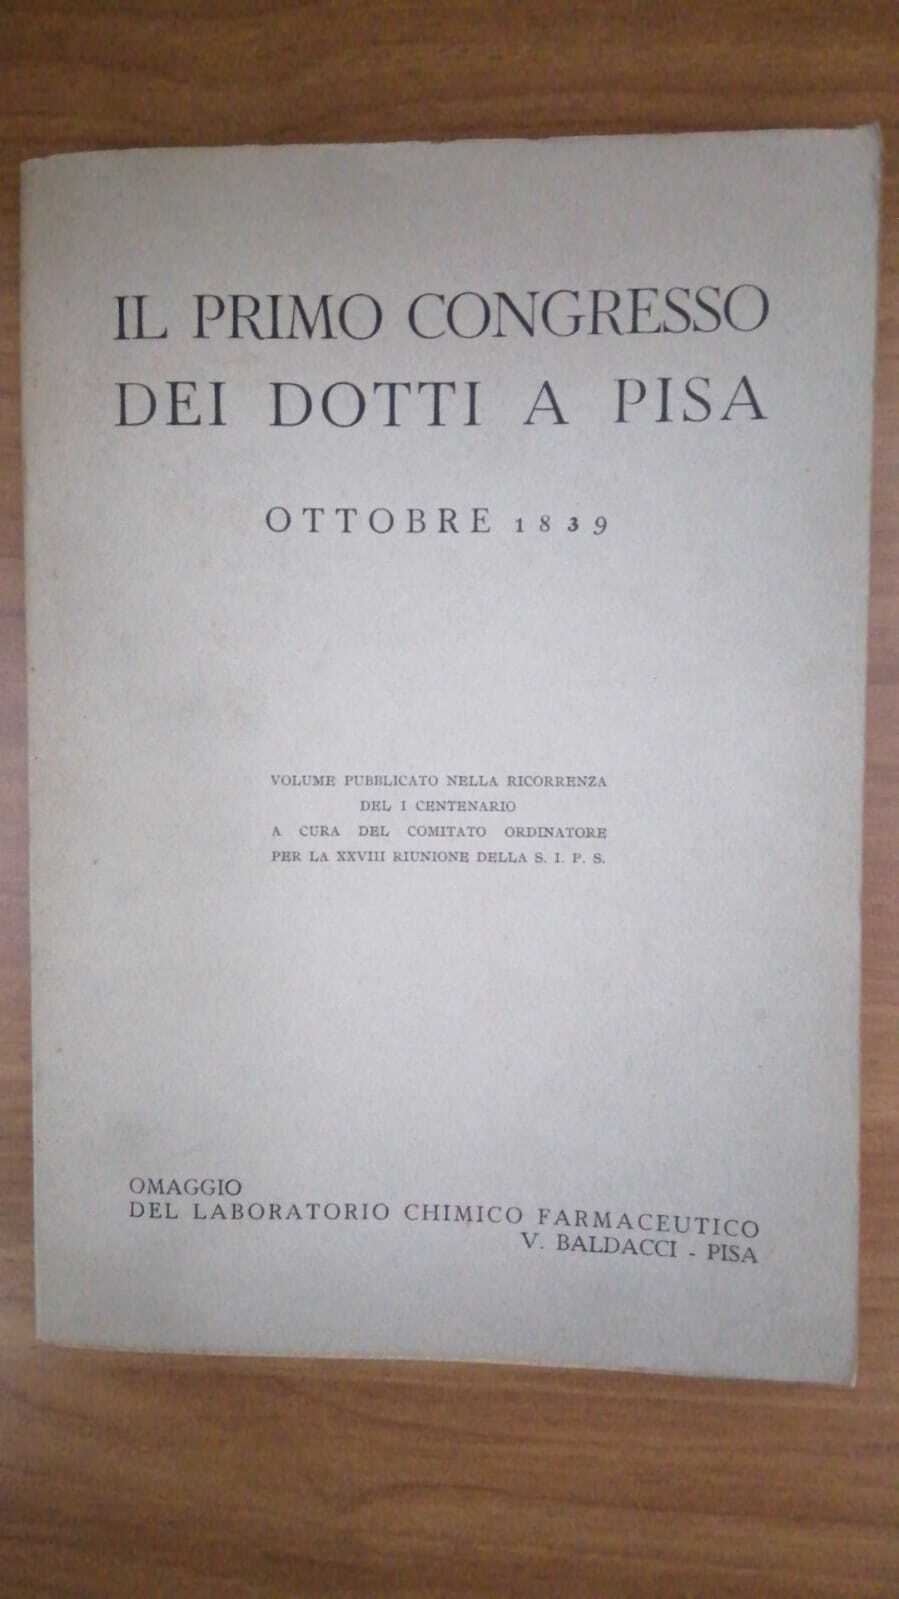 IL PRIMO CONGRESSO
DEI DOTTI A PISA
OTTOBRE 1839
VOLUME PUBBLICATO NELLA RICORRENZA
DEL I CENTENARIO
A CURA DEL COMITATO ORDINATORE
PER LA XXVIII RIUNIONE DELLA S. I. P. S.
OMAGGIO
DEL LABORATORIO CHIMICO FARMACEUTICO
V. BALDACCI - PISA